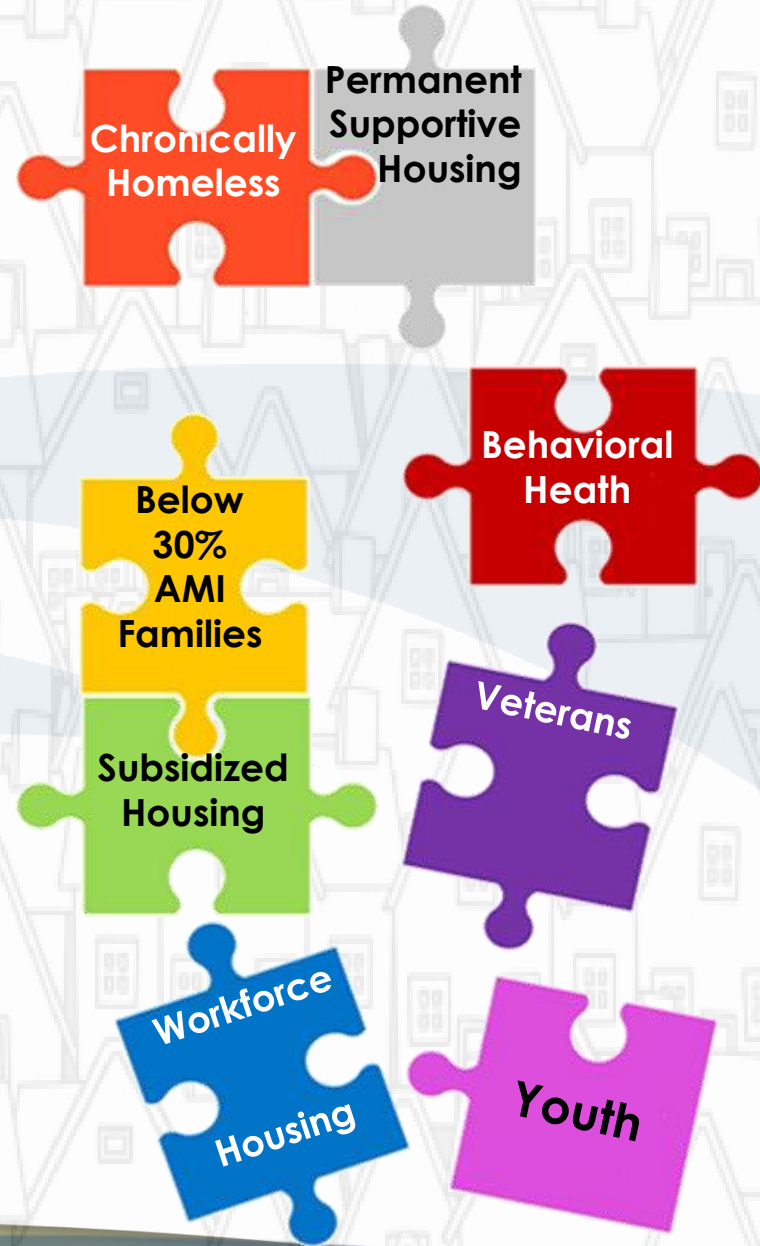 Chronically
Homeless
Permanent
Supportive
Housing
Behavioral
Heath
Below
30%
AMI
Families
Subsidized
Housing
Veterans
Workforce
Housing
Youth